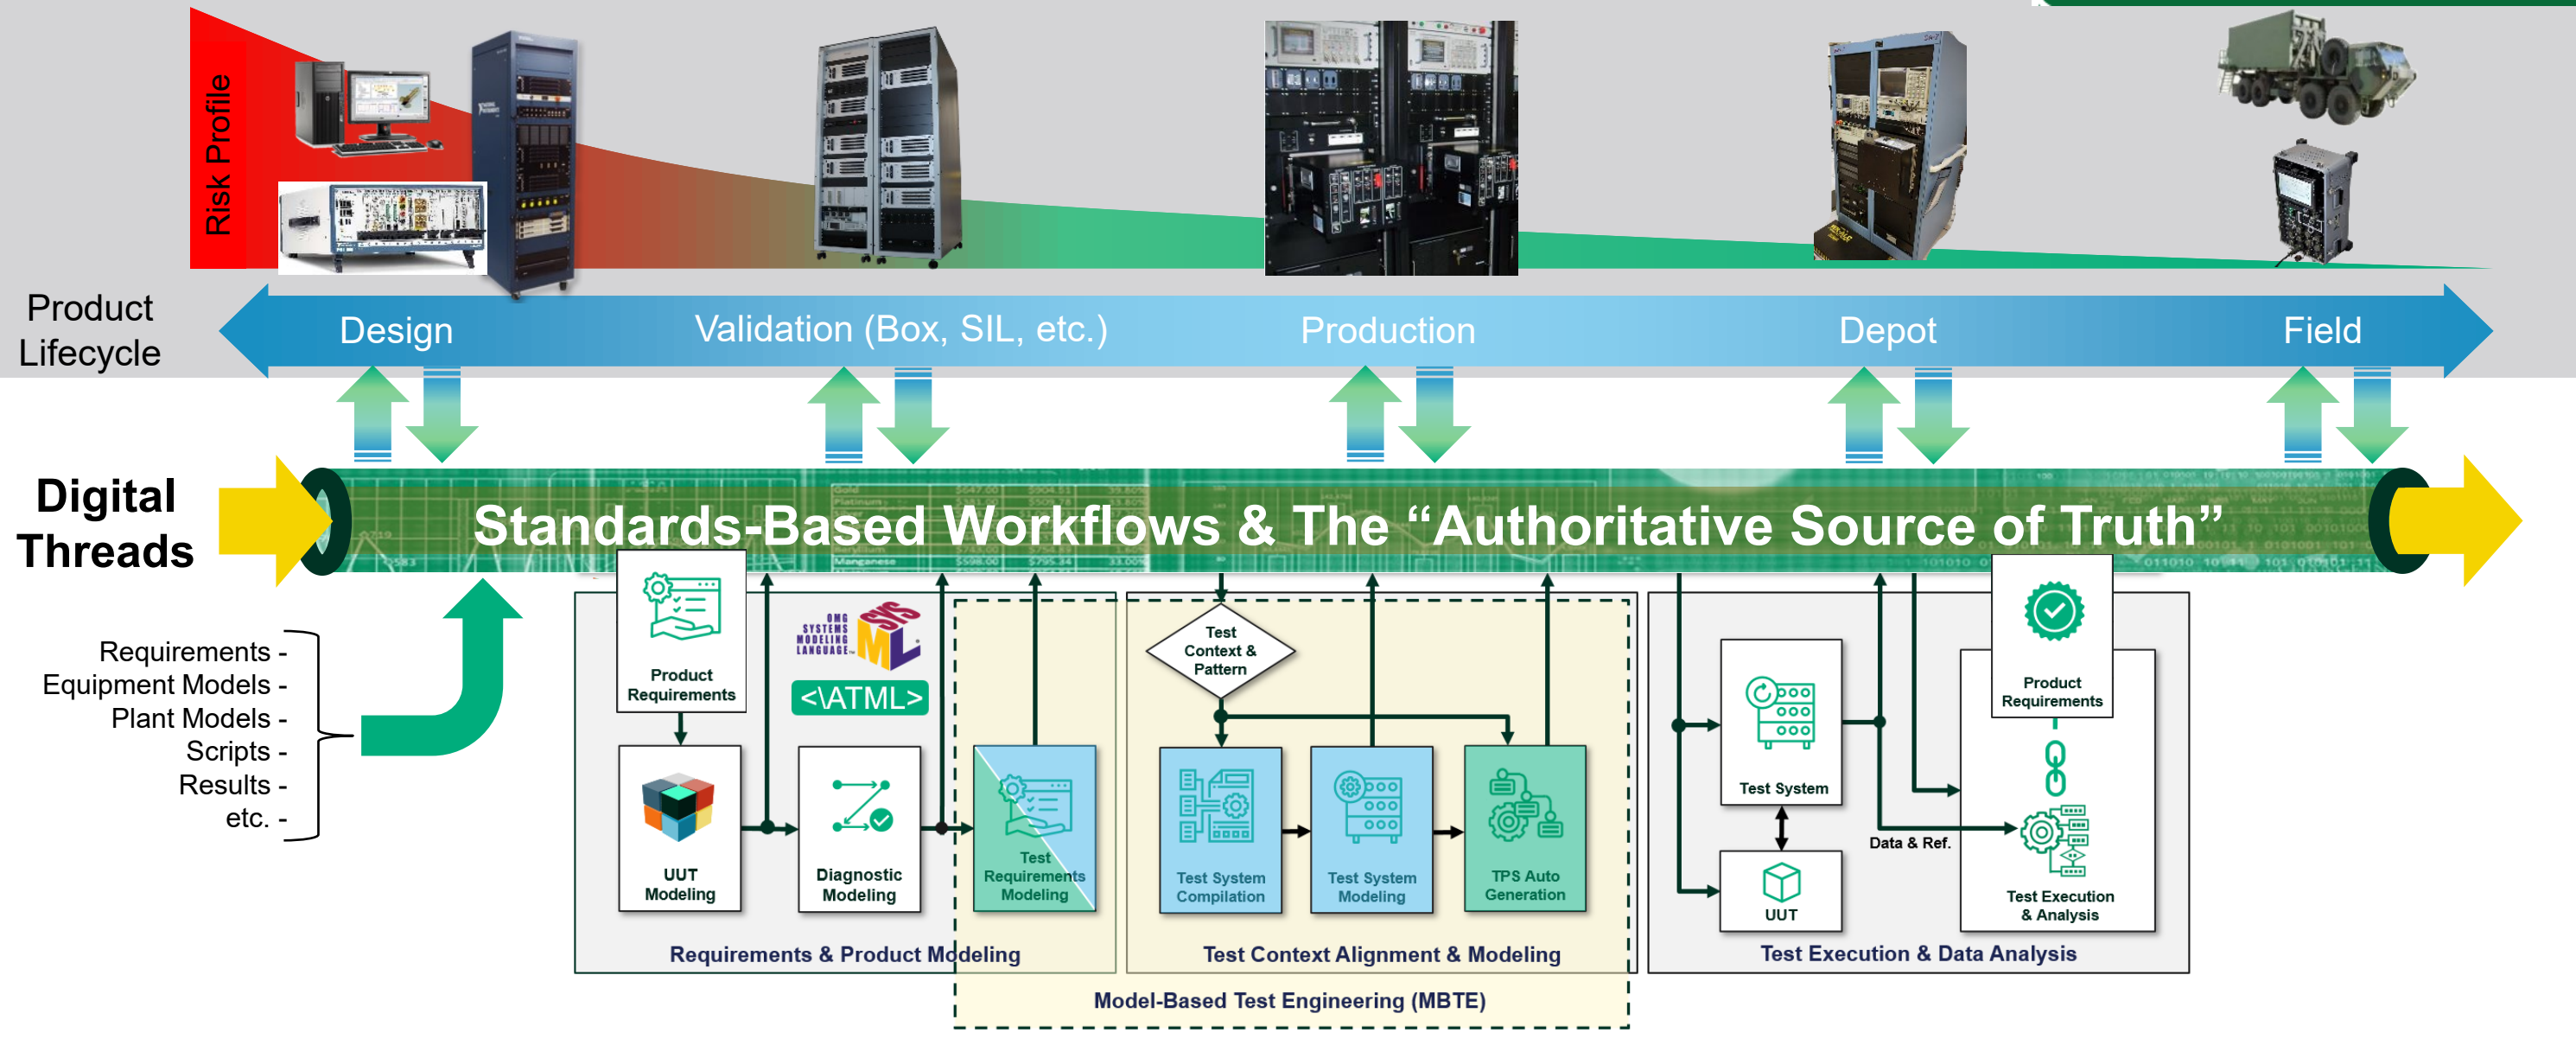 Risk Profile
Product
Lifecycle
Design
Validation (Box, SIL, etc.)
Production
Depot
Field
Digital
Threads
Standards-Based Workflows & The “Authoritative Source of Truth”
Requirements -
Equipment Models -
Plant Models -
Scripts -
Results -
etc. -
Product
Requirements
OMG
SYSTEMS
MODELING
LANGUAGE™
SYS
ML
<\ATML>
UUT
Modeling
Diagnostic
Modeling
Test
Requirements
Modeling
Requirements & Product Modeling
Test
Context &
Pattern
Test System
Compilation
Test System
Modeling
TPS Auto
Generation
Test Context Alignment & Modeling
Model-Based Test Engineering (MBTE)
Test System
UUT
Data & Ref.
Product
Requirements
Test Execution
& Analysis
Test Execution & Data Analysis